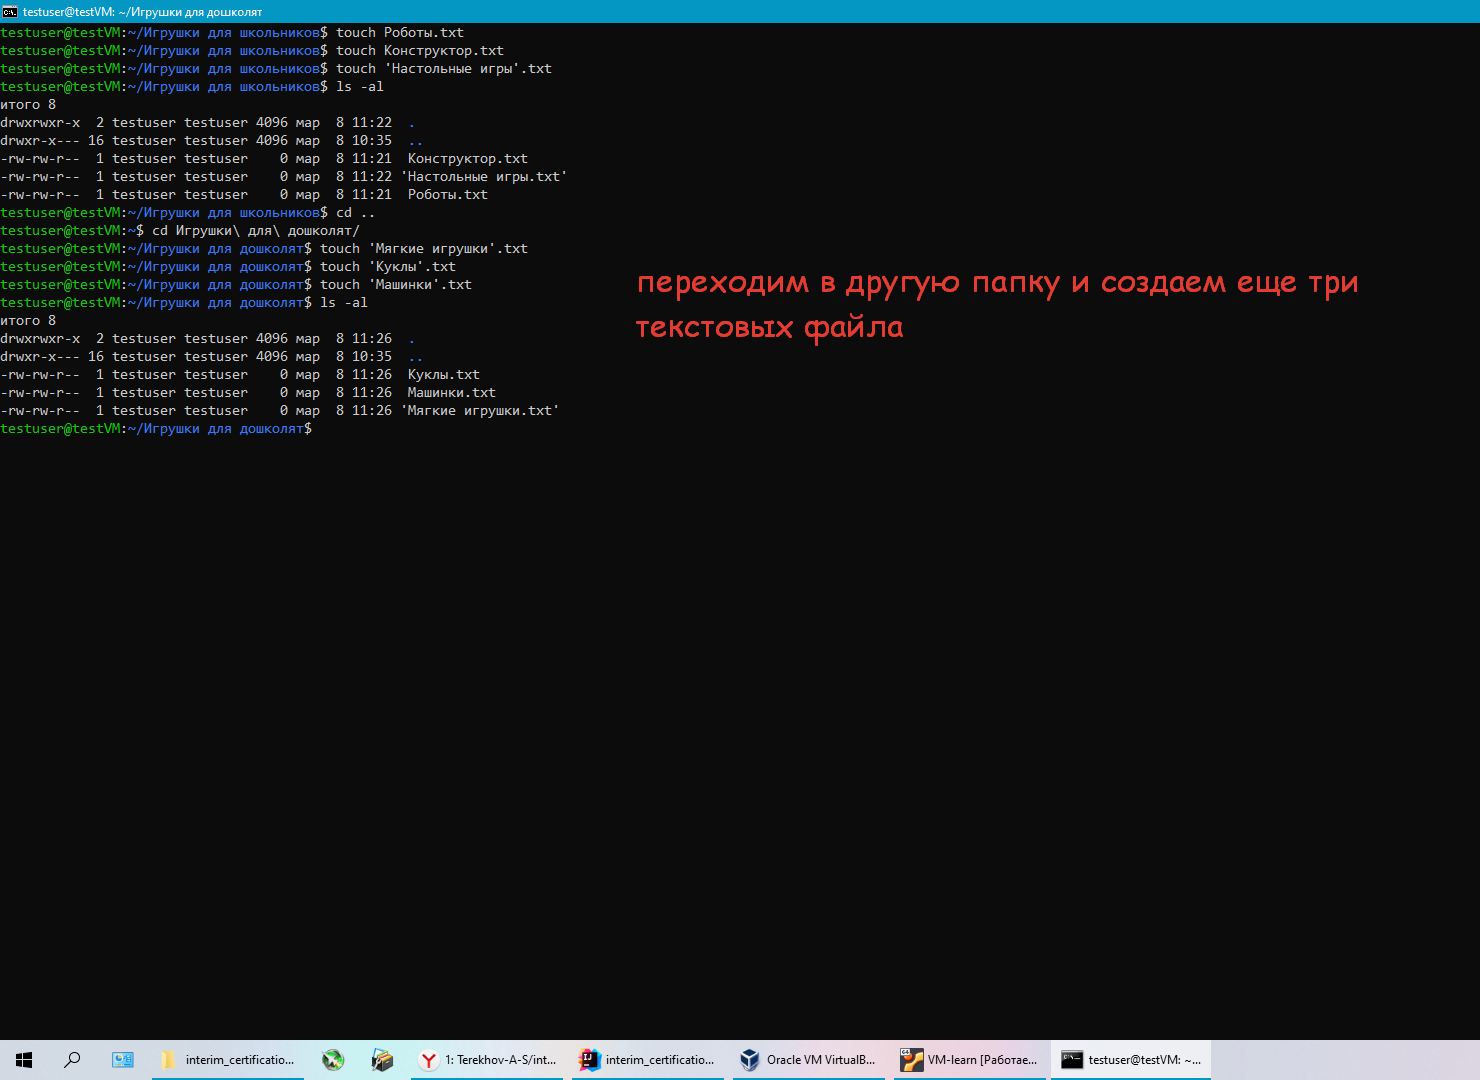 testuser@testVM: ~/Игрушки для дошколят
testuser@testVM:~/Игрушки для школьников$ touch Роботы.txt
testuser@testVM:~/Игрушки для школьников$ touch Конструктор.txt
testuser@testVM:~/Игрушки для школьников$ touch 'Настольные игры'.txt
testuser@testVM:~/Игрушки для школьников$ ls -al
итого 8
drwxrwxr-x  2 testuser testuser 4096 мар  8 11:22  .
drwxr-x--- 16 testuser testuser 4096 мар  8 10:35  ..
-rw-rw-r--  1 testuser testuser    0 мар  8 11:21  Конструктор.txt
-rw-rw-r--  1 testuser testuser    0 мар  8 11:22 'Настольные игры.txt'
-rw-rw-r--  1 testuser testuser    0 мар  8 11:21  Роботы.txt
testuser@testVM:~/Игрушки для школьников$ cd ..
testuser@testVM:~$ cd Игрушки\ для\ дошколят/
testuser@testVM:~/Игрушки для дошколят$ touch 'Мягкие игрушки'.txt
testuser@testVM:~/Игрушки для дошколят$ touch 'Куклы'.txt
testuser@testVM:~/Игрушки для дошколят$ touch 'Машинки'.txt
testuser@testVM:~/Игрушки для дошколят$ ls -al
итого 8
drwxrwxr-x  2 testuser testuser 4096 мар  8 11:26  .
drwxr-x--- 16 testuser testuser 4096 мар  8 10:35  ..
-rw-rw-r--  1 testuser testuser    0 мар  8 11:26  Куклы.txt
-rw-rw-r--  1 testuser testuser    0 мар  8 11:26  Машинки.txt
-rw-rw-r--  1 testuser testuser    0 мар  8 11:26 'Мягкие игрушки.txt'
testuser@testVM:~/Игрушки для дошколят$
переходим в другую папку и создаем еще три
текстовых файла
interim_certificatio...
1: Terekhov-A-S/int...
interim_certificatio...
Oracle VM VirtualB...
VM-learn [Работае...
testuser@testVM: ~...